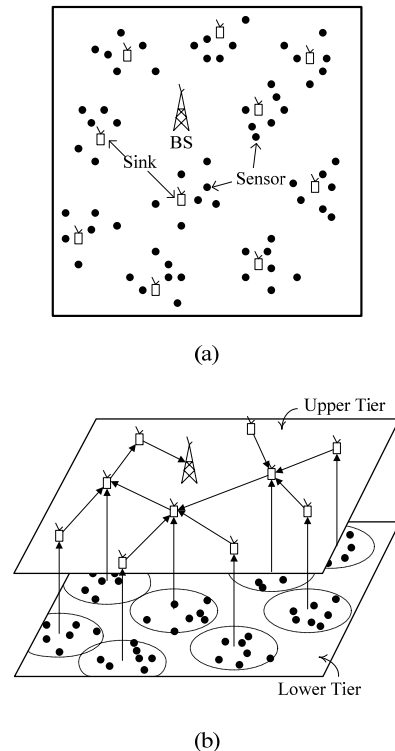 BS
Sink
Sensor
(a)
Upper Tier
Lower Tier
(b)